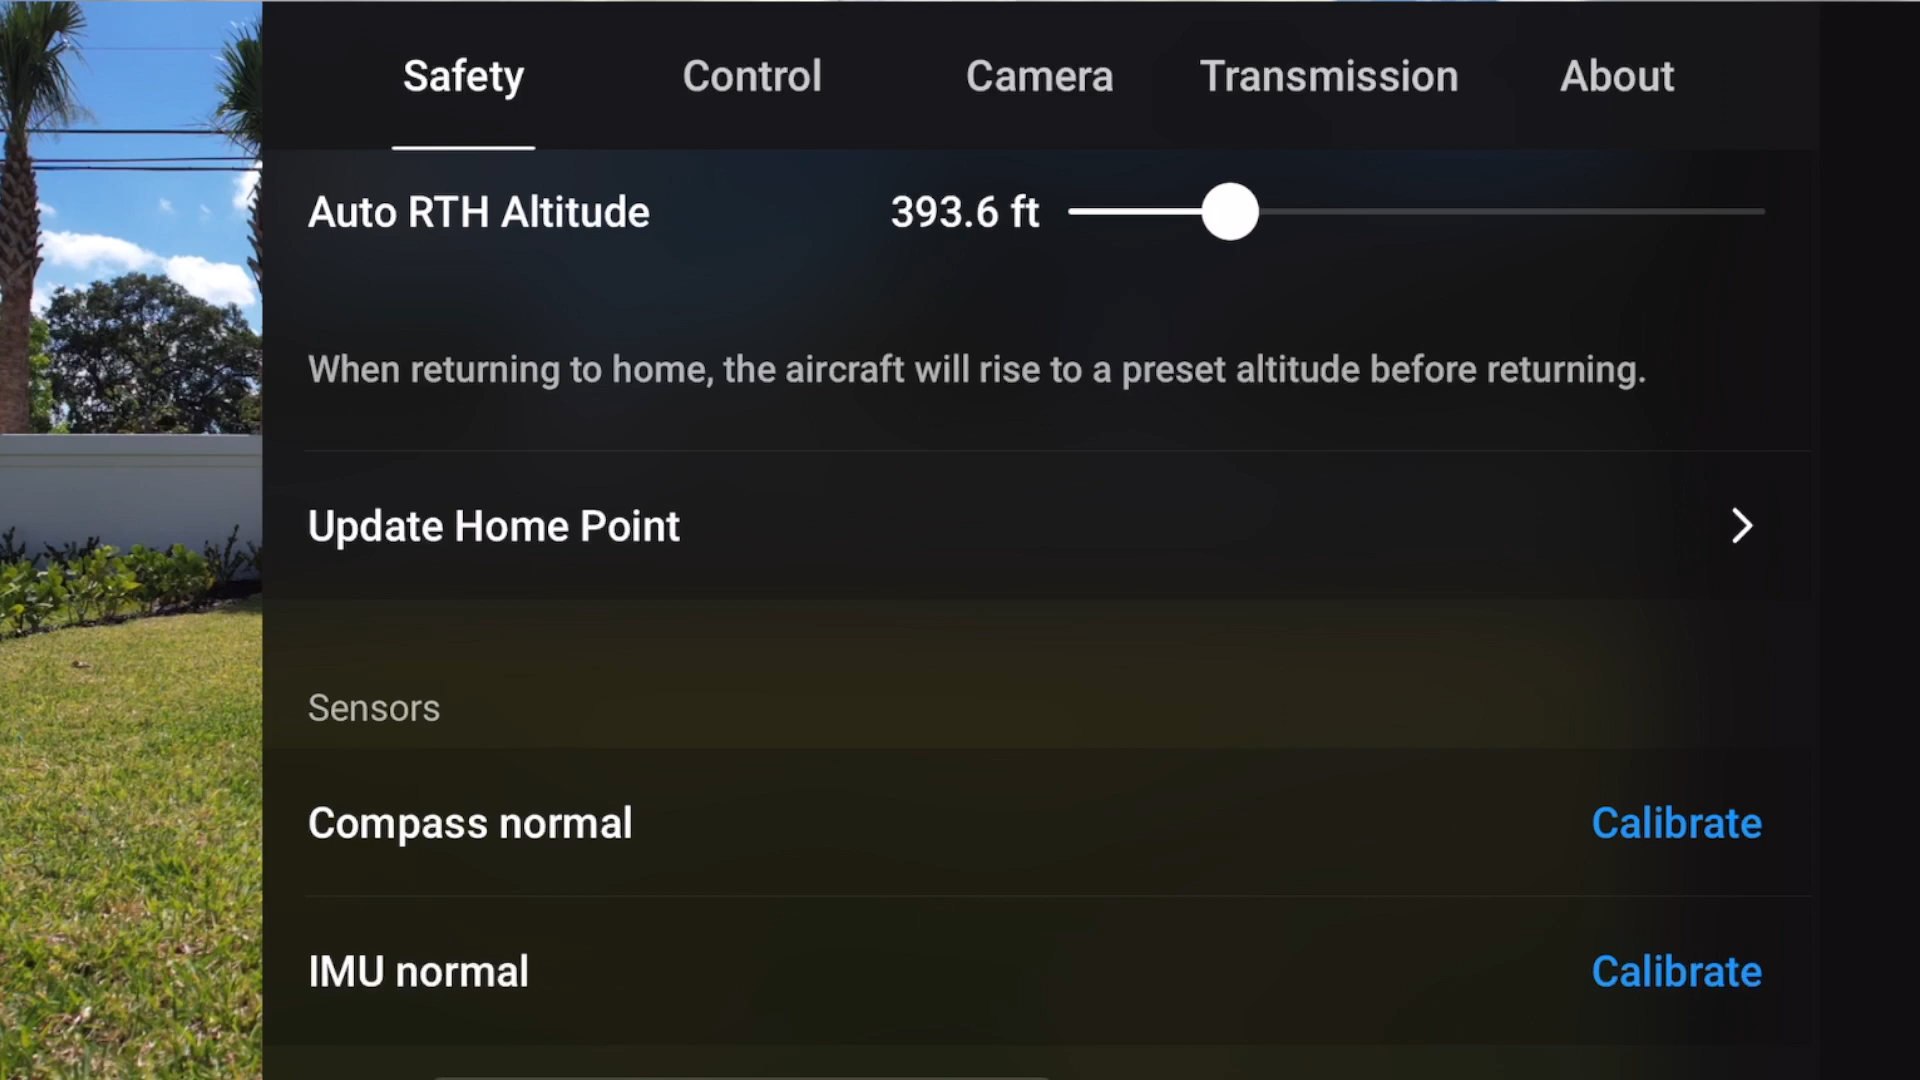 Safety Control Camera Transmission About
Auto RTH Altitude 393.6 ft
When returning to home, the aircraft will rise to a preset altitude before returning.
Update Home Point
Sensors
Compass normal Calibrate
IMU normal Calibrate